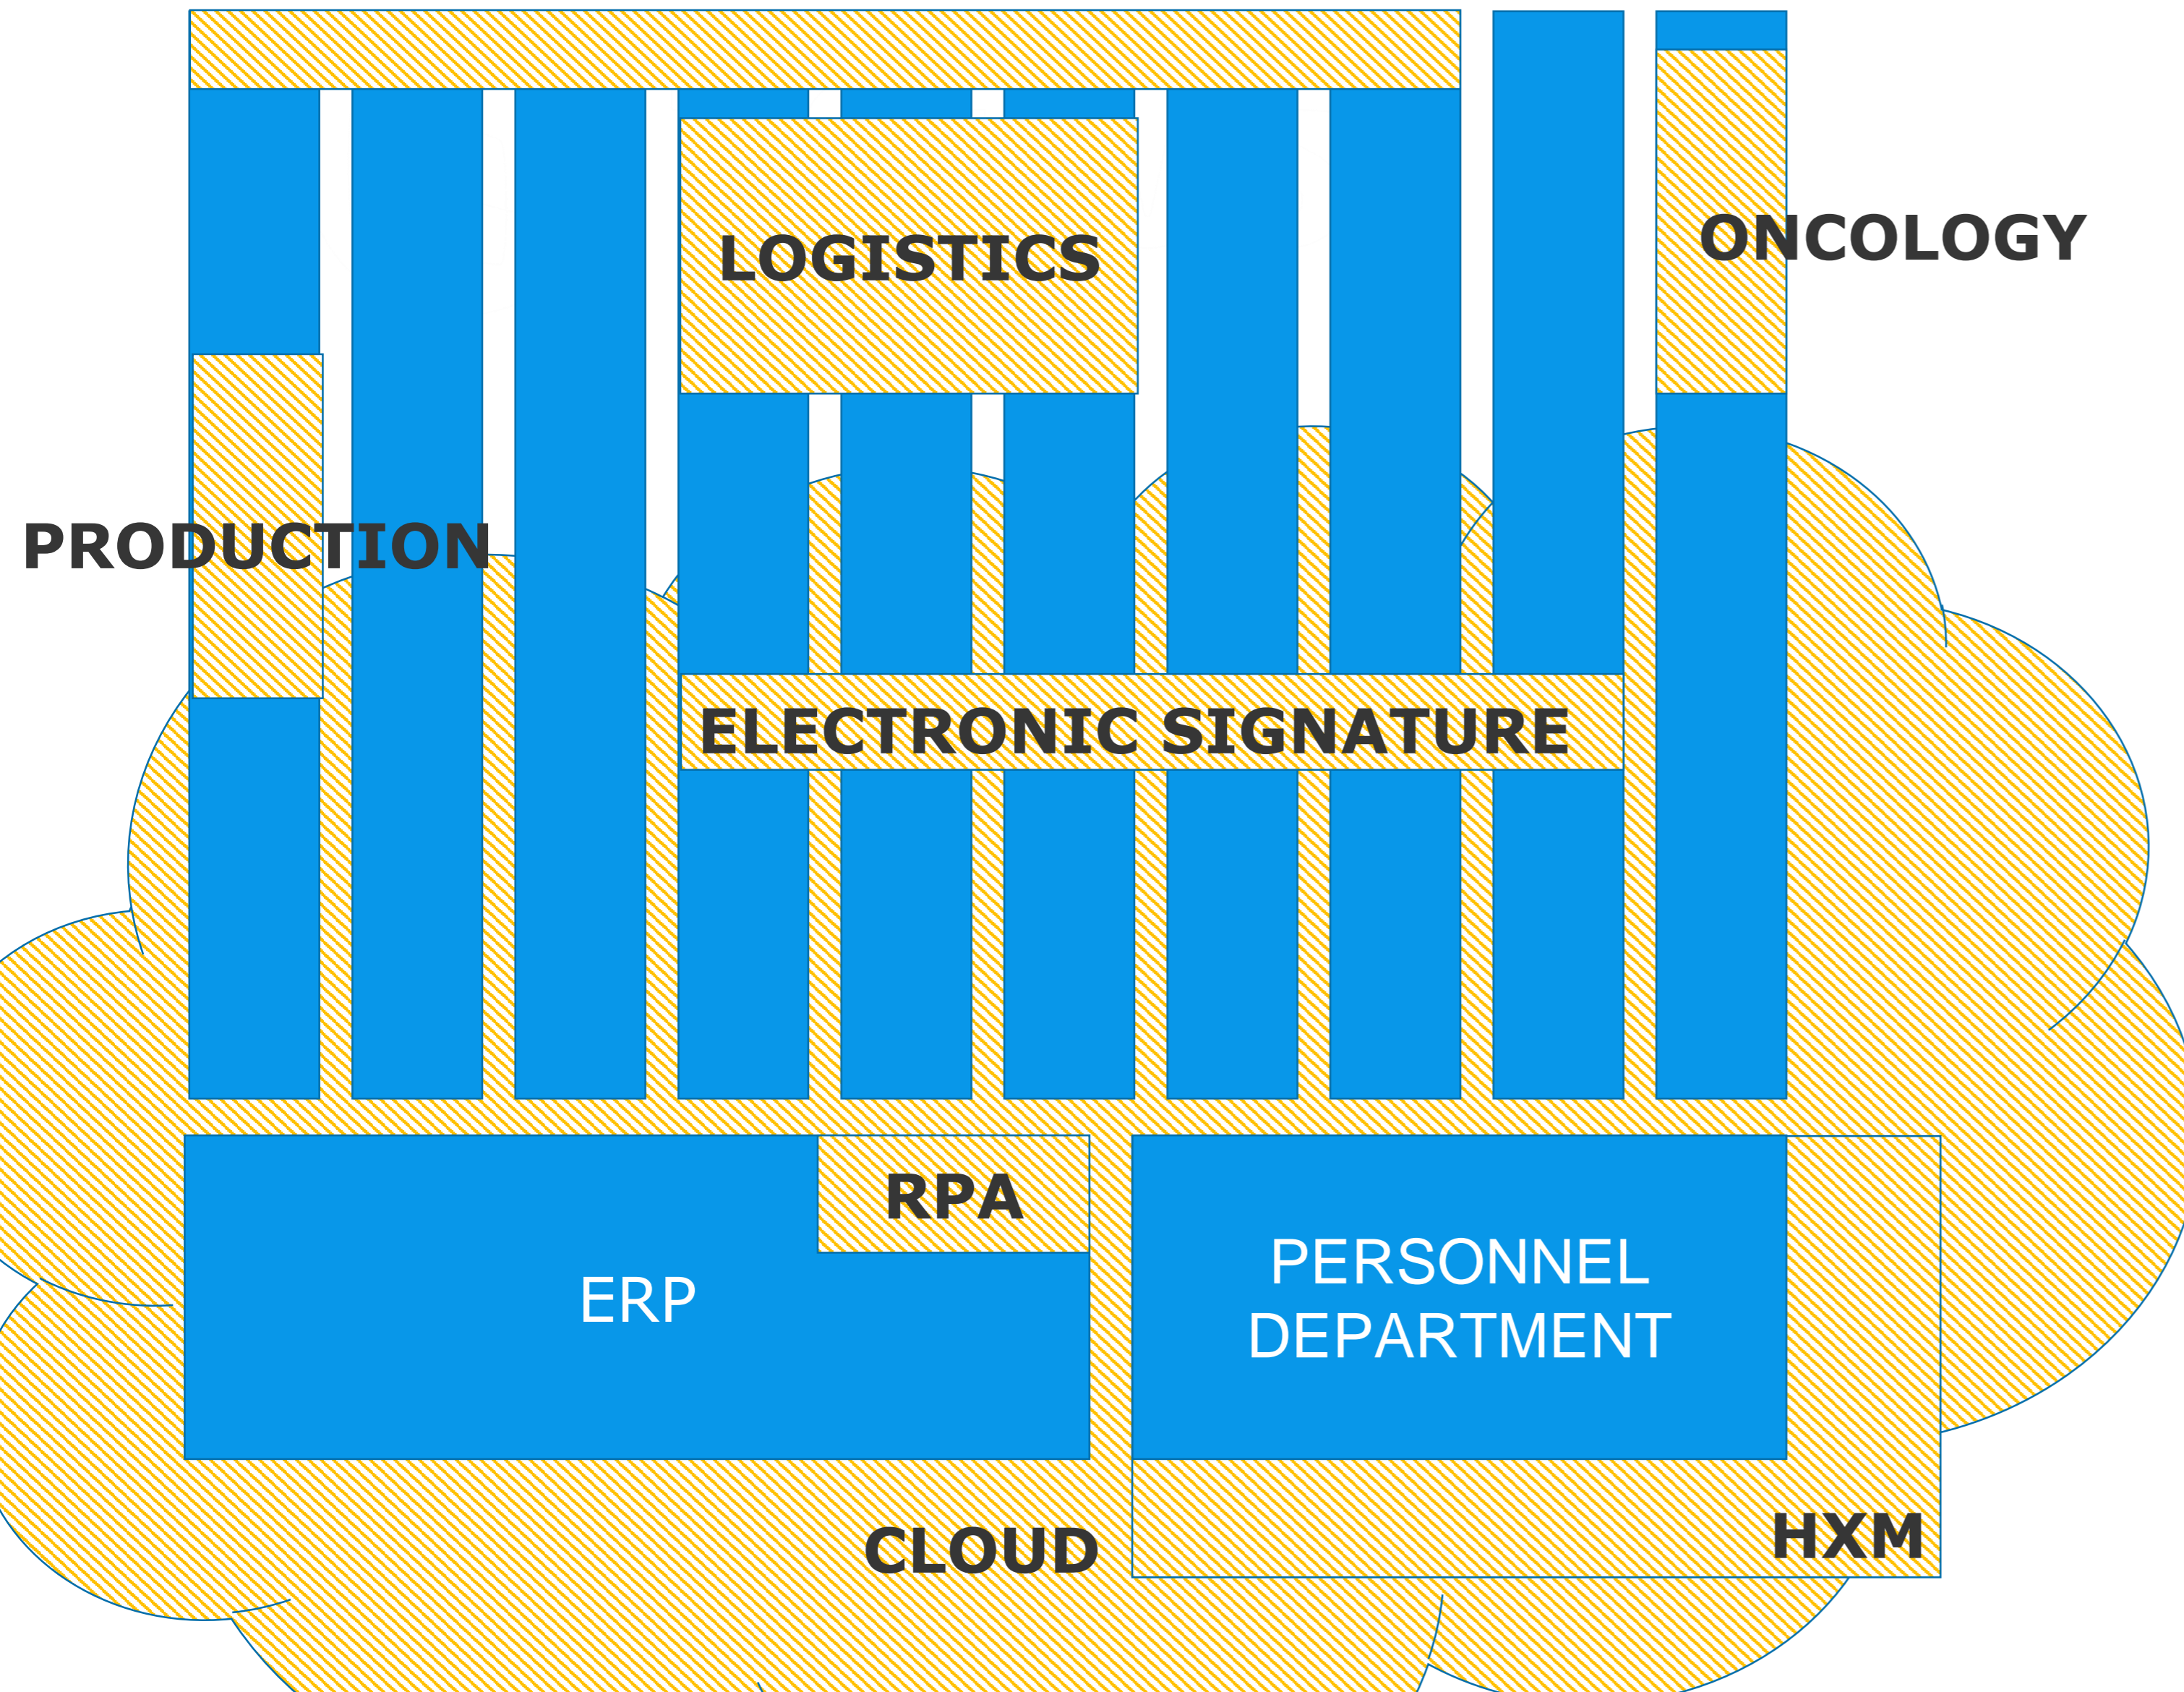 LOGISTICS
ONCOLOGY
PRODUCTION
ELECTRONIC SIGNATURE
RPA
ERP
PERSONNEL
DEPARTMENT
CLOUD
HXM